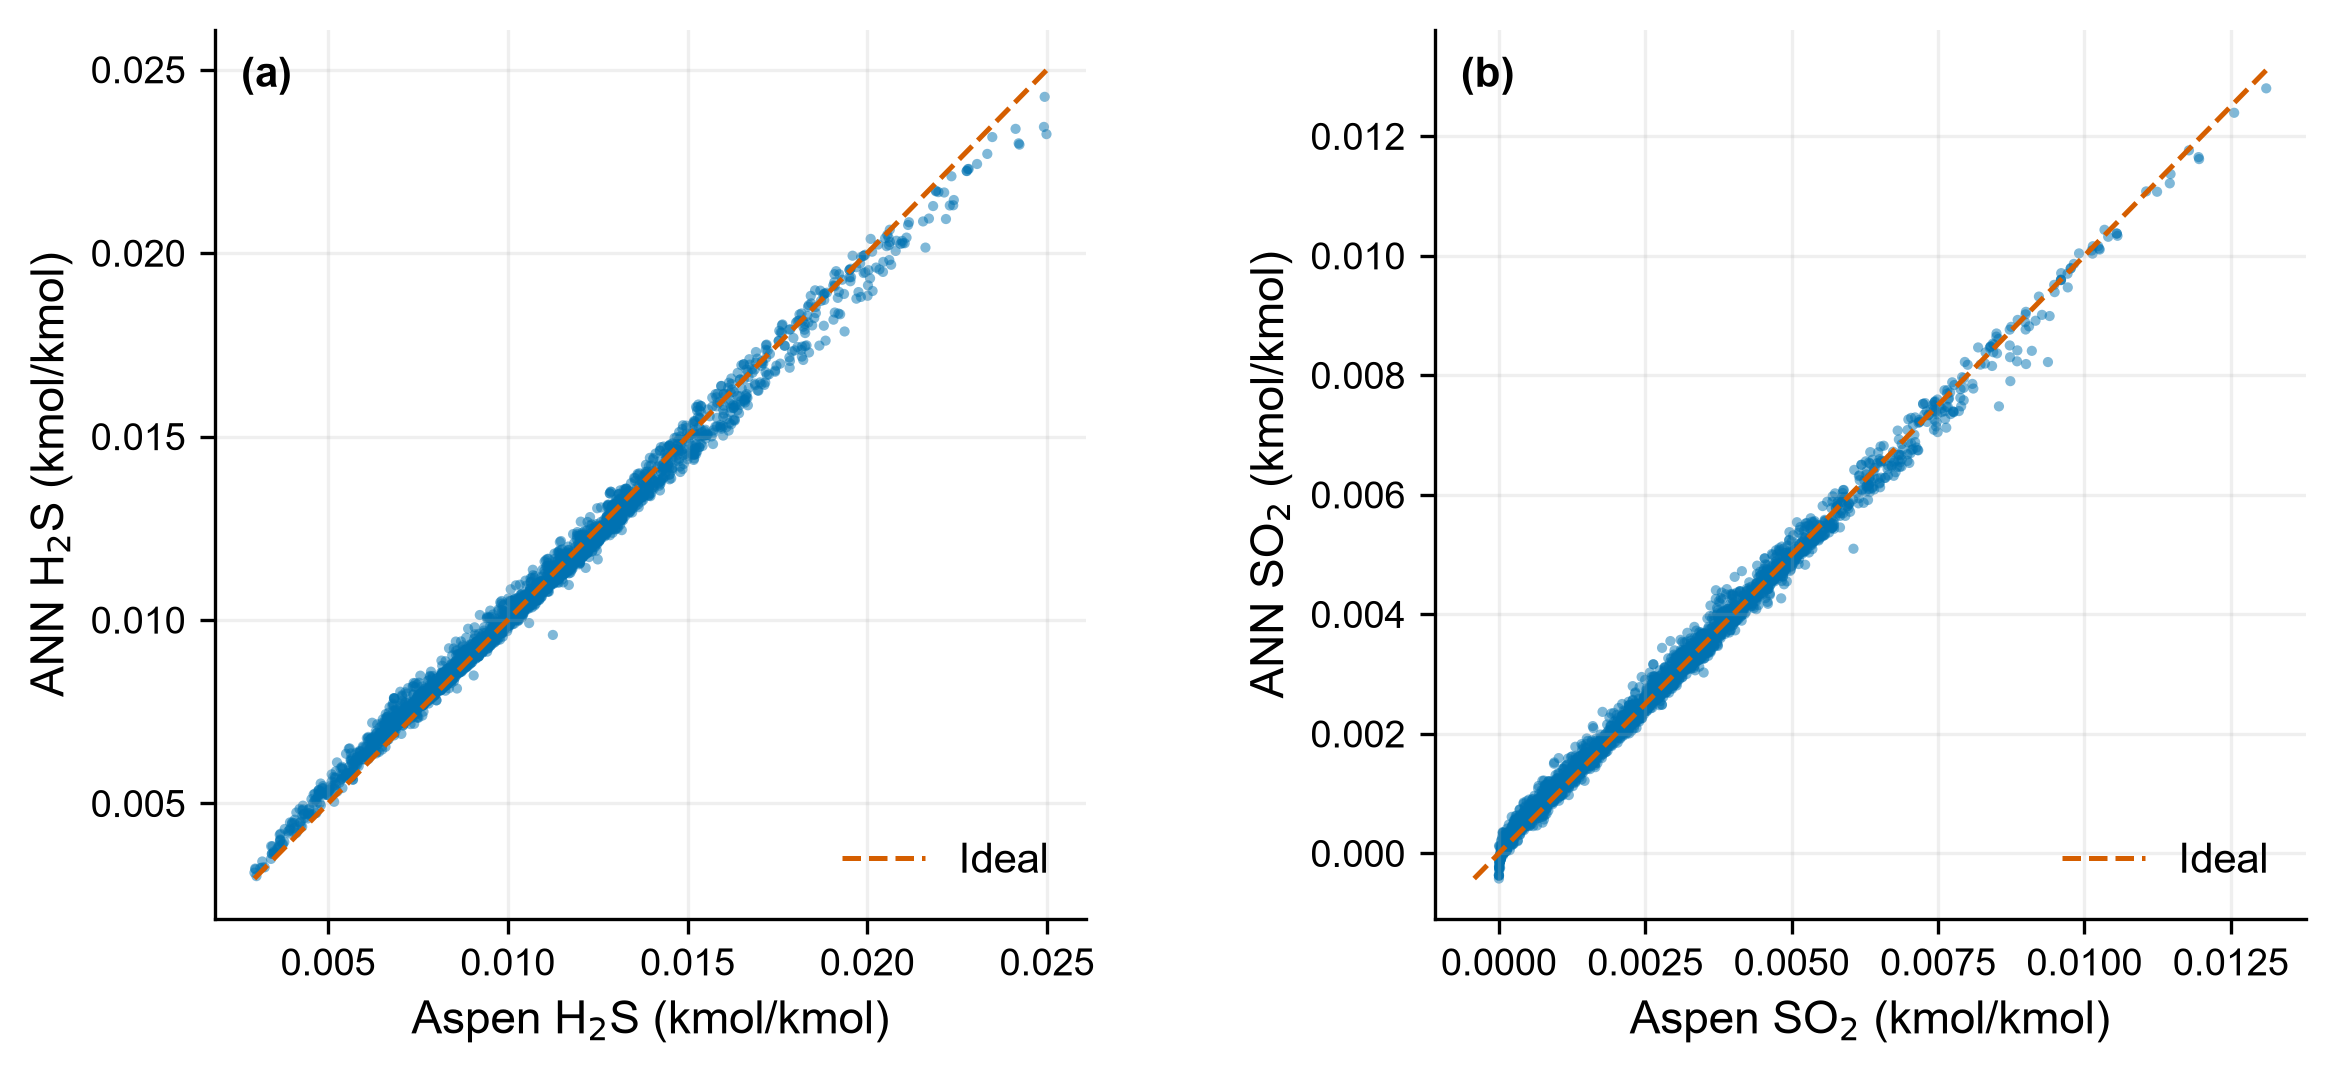 (a)
0.025
0.020
0.015
0.010
0.005
ANN H₂S (kmol/kmol)
Ideal
0.005 0.010 0.015 0.020 0.025
Aspen H₂S (kmol/kmol)
(b)
0.012
0.010
0.008
0.006
0.004
0.002
0.000
ANN SO₂ (kmol/kmol)
Ideal
0.0000 0.0025 0.0050 0.0075 0.0100 0.0125
Aspen SO₂ (kmol/kmol)